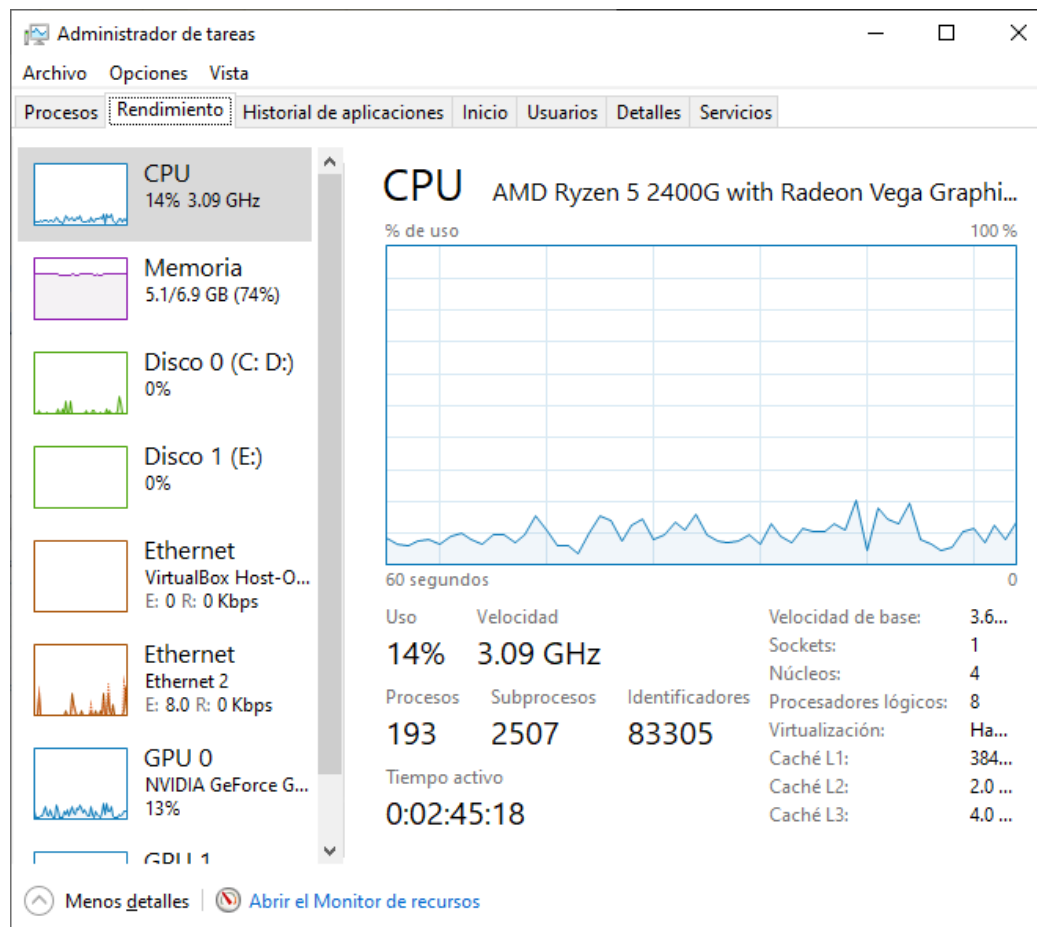 Administrador de tareas
Archivo Opciones Vista
Procesos Rendimiento Historial de aplicaciones Inicio Usuarios Detalles Servicios
CPU
14% 3.09 GHz
Memoria
5.1/6.9 GB (74%)
Disco 0 (C: D:)
0%
Disco 1 (E:)
0%
Ethernet
VirtualBox Host-O...
E: 0 R: 0 Kbps
Ethernet
Ethernet 2
E: 8.0 R: 0 Kbps
GPU 0
NVIDIA GeForce G...
13%
GPU 1
CPU AMD Ryzen 5 2400G with Radeon Vega Graphi...
% de uso 100 %
60 segundos 0
Uso Velocidad
14% 3.09 GHz
Procesos Subprocesos Identificadores
193 2507 83305
Tiempo activo
0:02:45:18
Velocidad de base: 3.6...
Sockets: 1
Núcleos: 4
Procesadores lógicos: 8
Virtualización: Ha...
Caché L1: 384...
Caché L2: 2.0 ...
Caché L3: 4.0 ...
Menos detalles Abrir el Monitor de recursos